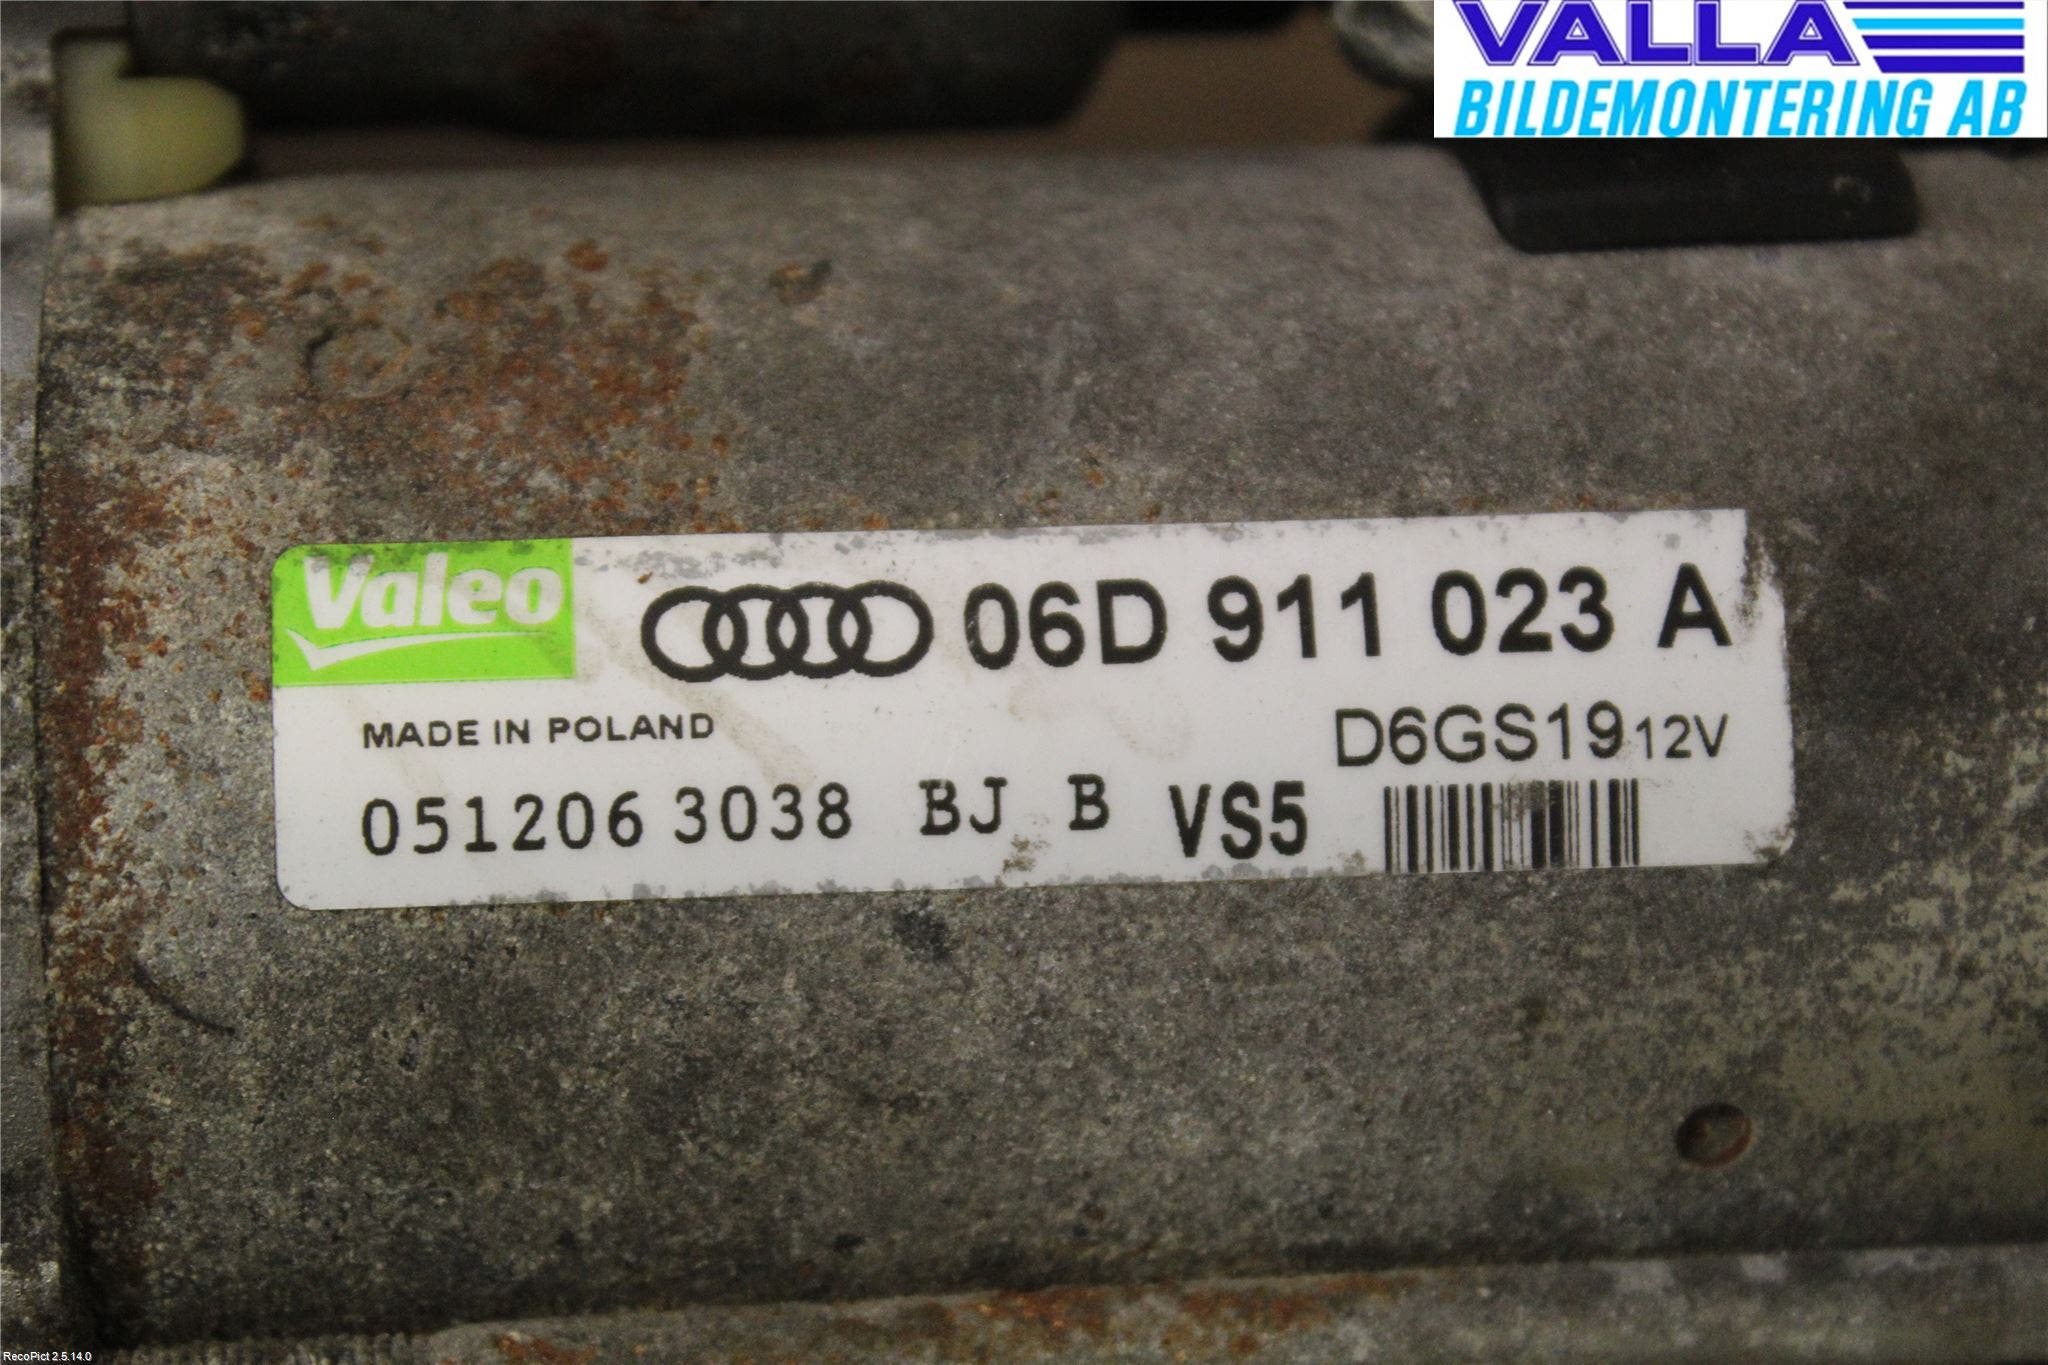 VALLA
BILDEMONTERING AB
Valeo
06D 911 023 A
MADE IN POLAND
D6GS19 12V
051206 3038 BJ B VS5
RecoPict 2.5.14.0